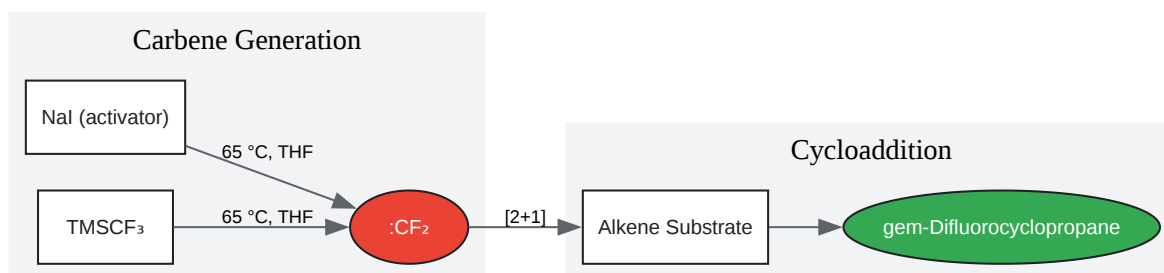 Carbene Generation
NaI (activator)
65 °C, THF
TMSCF₃
65 °C, THF
:CF₂
[2+1]
Cycloaddition
Alkene Substrate
gem-Difluorocyclopropane